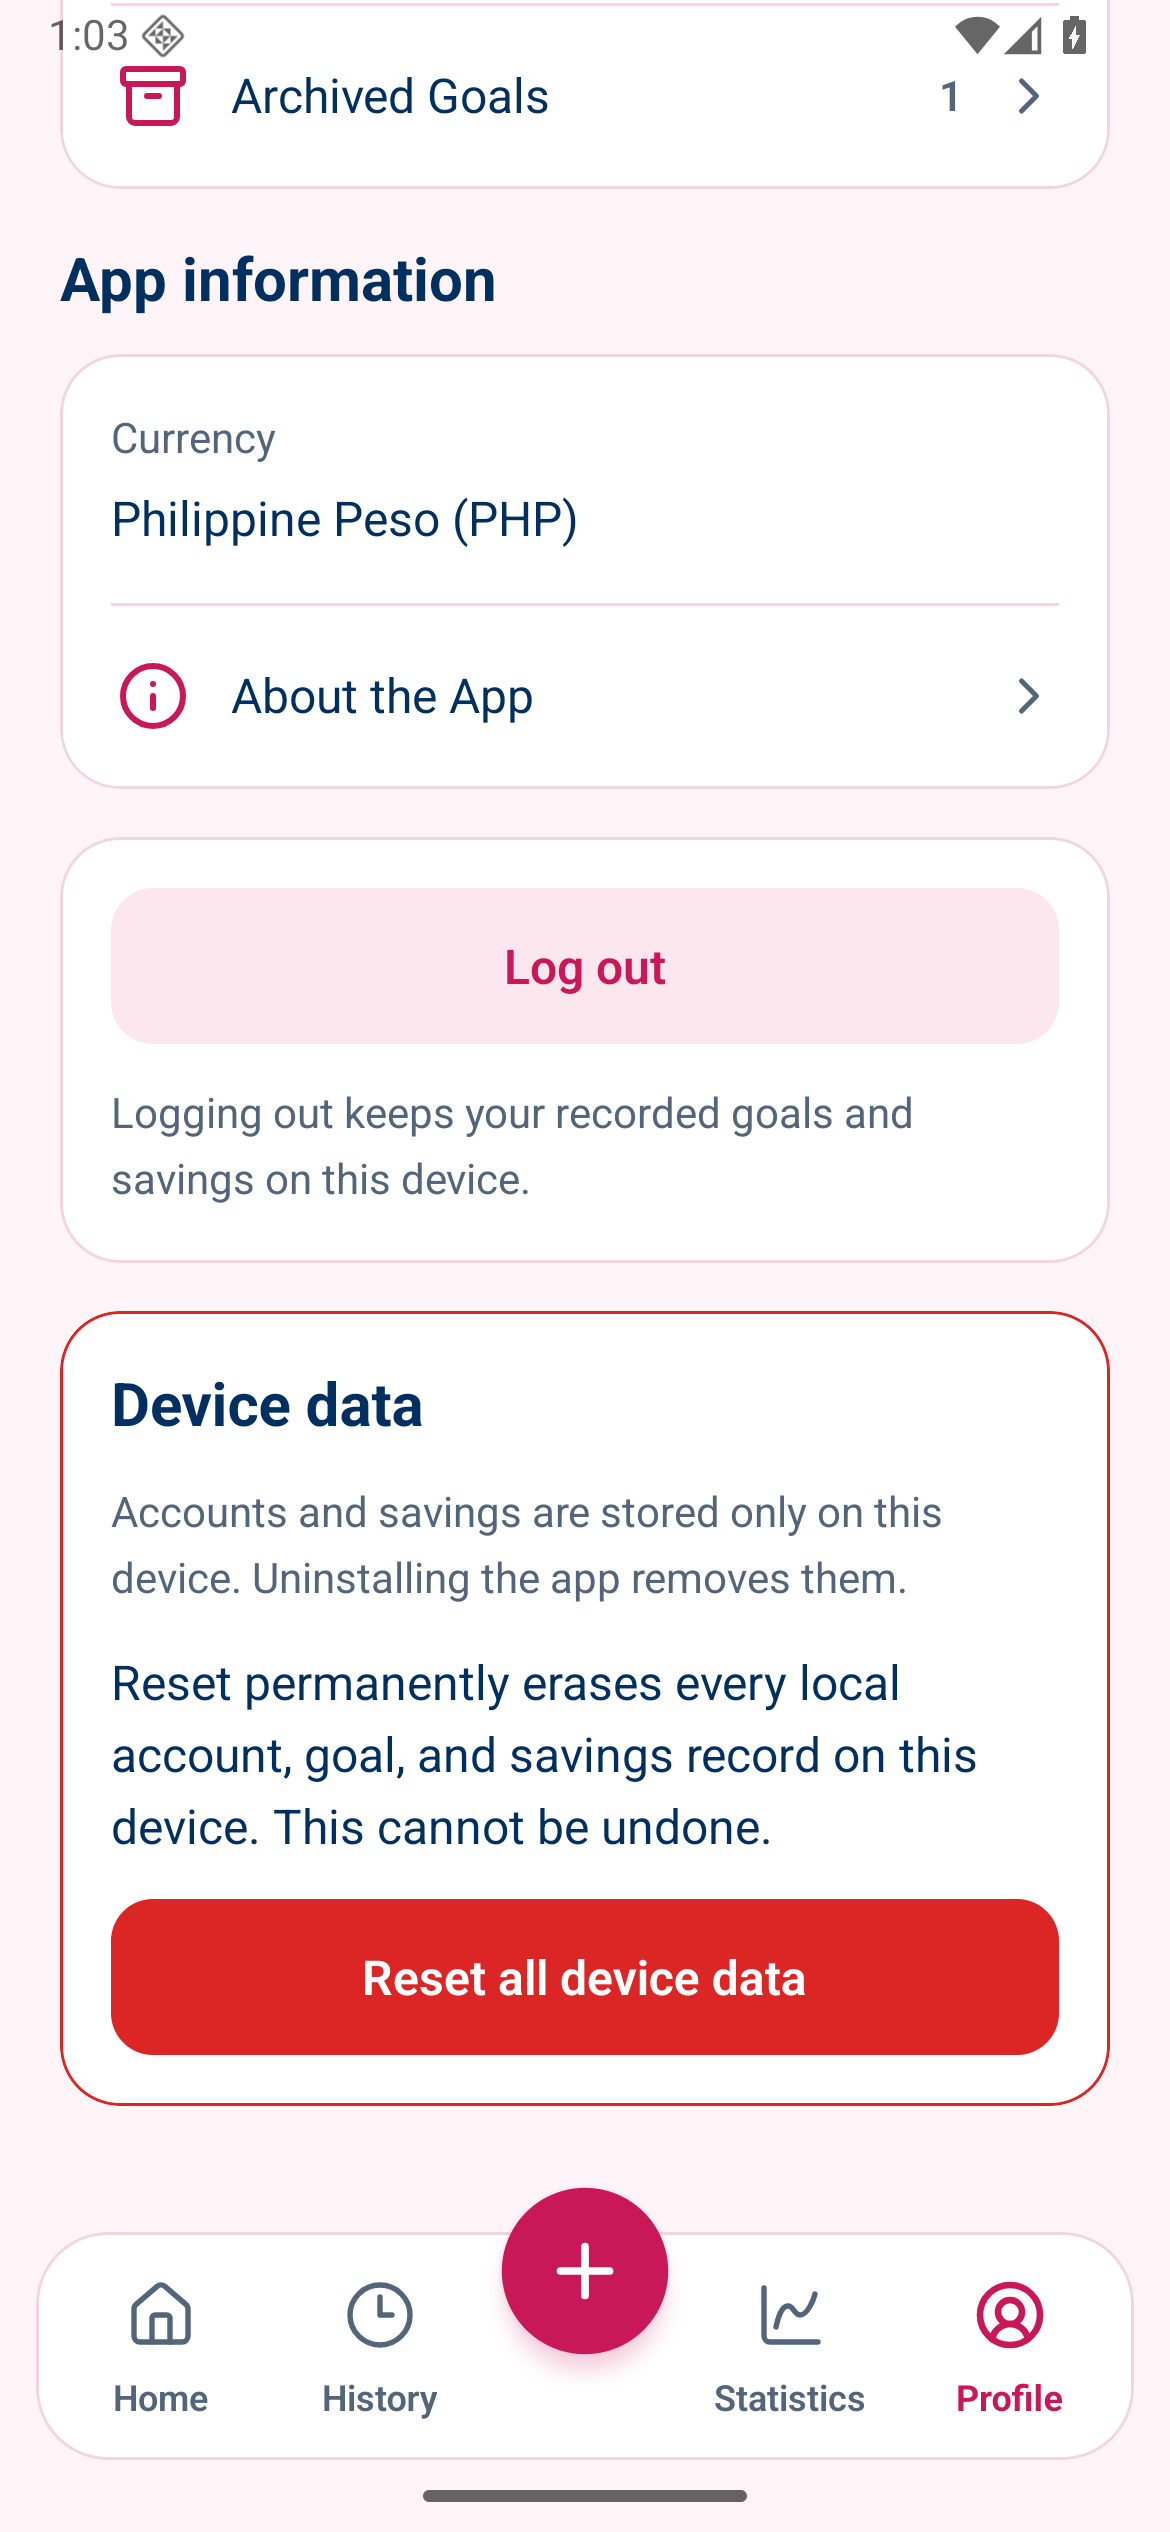 1:03
Archived Goals 1
App information
Currency
Philippine Peso (PHP)
About the App
Log out
Logging out keeps your recorded goals and
savings on this device.
Device data
Accounts and savings are stored only on this
device. Uninstalling the app removes them.
Reset permanently erases every local
account, goal, and savings record on this
device. This cannot be undone.
Reset all device data
Home History Statistics Profile